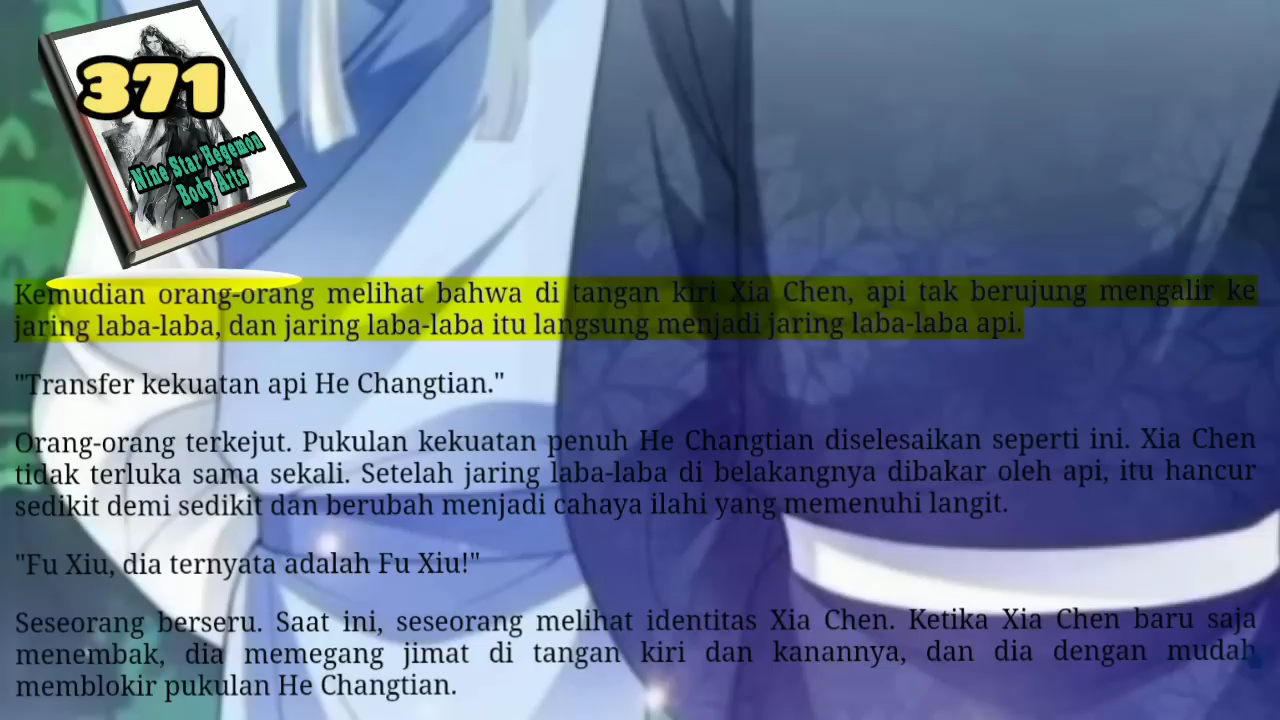 371
Nine Star Hegemon
Body Arts
Kemudian orang-orang melihat bahwa di tangan kiri Xia Chen, api tak berujung mengalir ke
jaring laba-laba, dan jaring laba-laba itu langsung menjadi jaring laba-laba api.
"Transfer kekuatan api He Changtian."
Orang-orang terkejut. Pukulan kekuatan penuh He Changtian diselesaikan seperti ini. Xia Chen
tidak terluka sama sekali. Setelah jaring laba-laba di belakangnya dibakar oleh api, itu hancur
sedikit demi sedikit dan berubah menjadi cahaya ilahi yang memenuhi langit.
"Fu Xiu, dia ternyata adalah Fu Xiu!"
Seseorang berseru. Saat ini, seseorang melihat identitas Xia Chen. Ketika Xia Chen baru saja
menembak, dia memegang jimat di tangan kiri dan kanannya, dan dia dengan mudah
memblokir pukulan He Changtian.